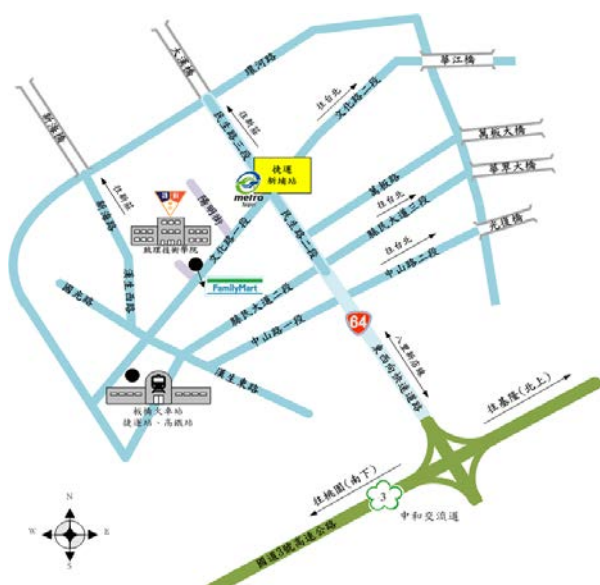 大漢橋
環河路
華江橋
往台北
文化路二段
新海橋
往新莊
民生路三段
萬板大橋
捷運
新埔站
metro
Taipei
華翠大橋
萬板路
往新莊
新海路
陽明街
往台北
縣民大道三段
光復橋
致理技術學院
文化路一段
民生路二段
往台北
中山路二段
FamilyMart
國光路
漢生西路
縣民大道二段
中山路一段
64
八里新店線
東西向快速道路
漢生東路
板橋火車站
捷運站、高鐵站
往基隆(北上)
往桃園(南下)
3
中和交流道
國道3號高速公路
N
W
E
S